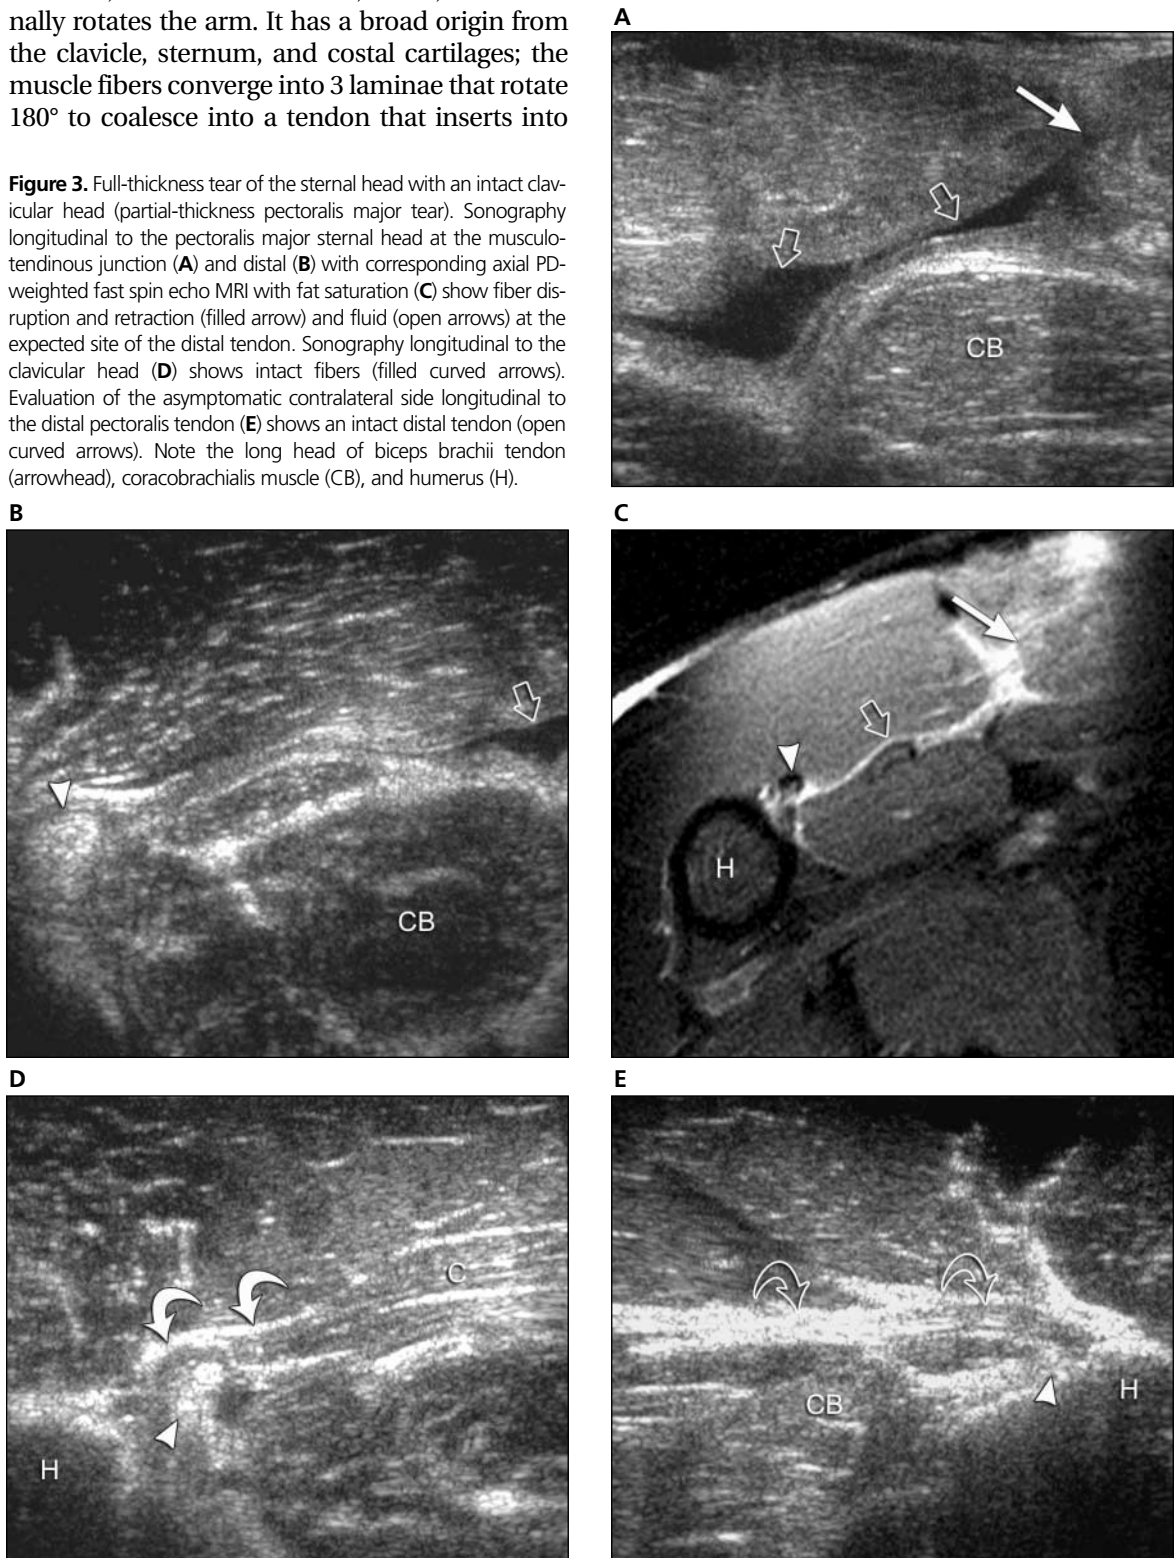 nally rotates the arm. It has a broad origin from
the clavicle, sternum, and costal cartilages; the
muscle fibers converge into 3 laminae that rotate
180° to coalesce into a tendon that inserts into
Figure 3. Full-thickness tear of the sternal head with an intact clav-
icular head (partial-thickness pectoralis major tear). Sonography
longitudinal to the pectoralis major sternal head at the musculo-
tendinous junction (A) and distal (B) with corresponding axial PD-
weighted fast spin echo MRI with fat saturation (C) show fiber dis-
ruption and retraction (filled arrow) and fluid (open arrows) at the
expected site of the distal tendon. Sonography longitudinal to the
clavicular head (D) shows intact fibers (filled curved arrows).
Evaluation of the asymptomatic contralateral side longitudinal to
the distal pectoralis tendon (E) shows an intact distal tendon (open
curved arrows). Note the long head of biceps brachii tendon
(arrowhead), coracobrachialis muscle (CB), and humerus (H).
A
CB
B
CB
C
H
D
C
H
E
CB
H